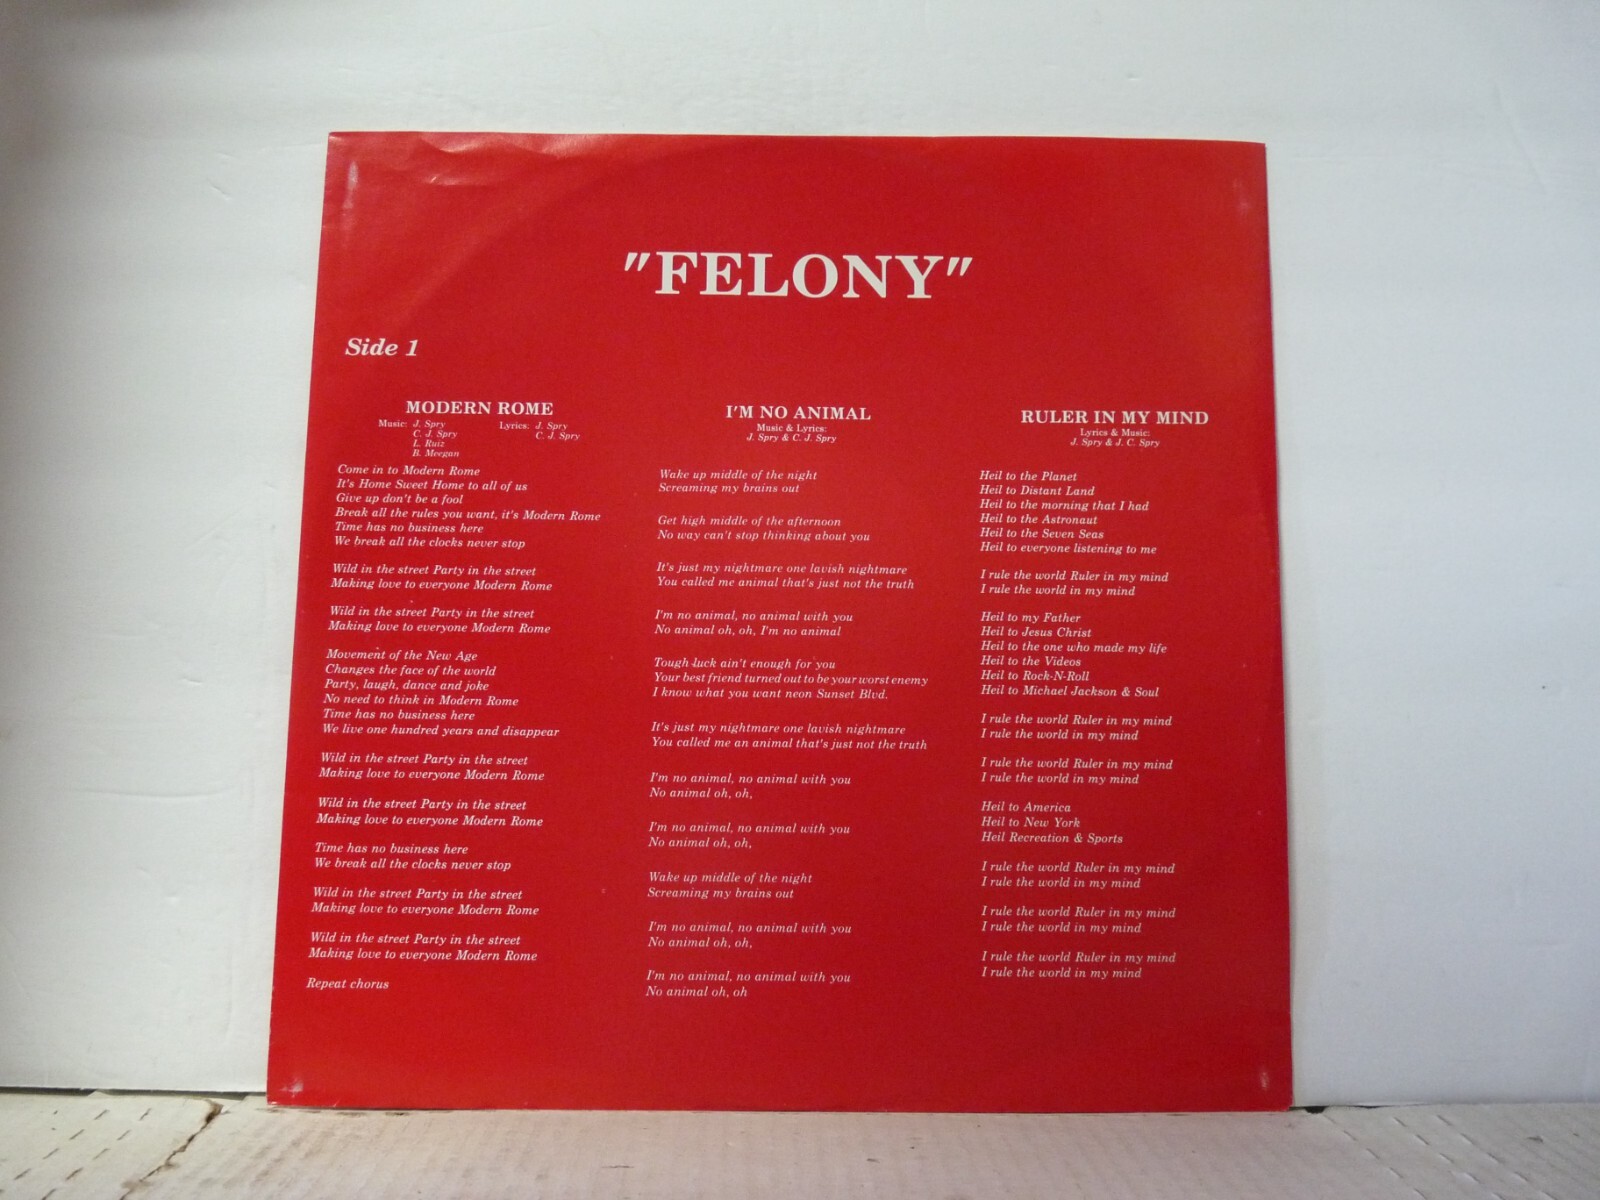 "FELONY"
Side 1
MODERN ROME
Music: J. Spry
C. J. Spry
L. Ruiz
B. Meegan
Lyrics: J. Spry
C. J. Spry
Come in to Modern Rome
It's Home Sweet Home to all of us
Give up don't be a fool
Break all the rules you want, it's Modern Rome
Time has no business here
We break all the clocks never stop
Wild in the street Party in the street
Making love to everyone Modern Rome
Wild in the street Party in the street
Making love to everyone Modern Rome
Movement of the New Age
Changes the face of the world
Party, laugh, dance and joke
No need to think in Modern Rome
Time has no business here
We live one hundred years and disappear
Wild in the street Party in the street
Making love to everyone Modern Rome
Wild in the street Party in the street
Making love to everyone Modern Rome
Time has no business here
We break all the clocks never stop
Wild in the street Party in the street
Making love to everyone Modern Rome
Wild in the street Party in the street
Making love to everyone Modern Rome
Repeat chorus
I'M NO ANIMAL
Music & Lyrics:
J. Spry & C. J. Spry
Wake up middle of the night
Screaming my brains out
Get high middle of the afternoon
No way can't stop thinking about you
It's just my nightmare one lavish nightmare
You called me animal that's just not the truth
I'm no animal, no animal with you
No animal oh, oh, I'm no animal
Tough luck ain't enough for you
Your best friend turned out to be your worst enemy
I know what you want neon Sunset Blvd.
It's just my nightmare one lavish nightmare
You called me an animal that's just not the truth
I'm no animal, no animal with you
No animal oh, oh,
I'm no animal, no animal with you
No animal oh, oh,
Wake up middle of the night
Screaming my brains out
I'm no animal, no animal with you
No animal oh, oh,
I'm no animal, no animal with you
No animal oh, oh
RULER IN MY MIND
Lyrics & Music:
J. Spry & J. C. Spry
Heil to the Planet
Heil to Distant Land
Heil to the morning that I had
Heil to the Astronaut
Heil to the Seven Seas
Heil to everyone listening to me
I rule the world Ruler in my mind
I rule the world in my mind
Heil to my Father
Heil to Jesus Christ
Heil to the one who made my life
Heil to the Videos
Heil to Rock-N-Roll
Heil to Michael Jackson & Soul
I rule the world Ruler in my mind
I rule the world in my mind
I rule the world Ruler in my mind
I rule the world in my mind
Heil to America
Heil to New York
Heil Recreation & Sports
I rule the world Ruler in my mind
I rule the world in my mind
I rule the world Ruler in my mind
I rule the world in my mind
I rule the world Ruler in my mind
I rule the world in my mind